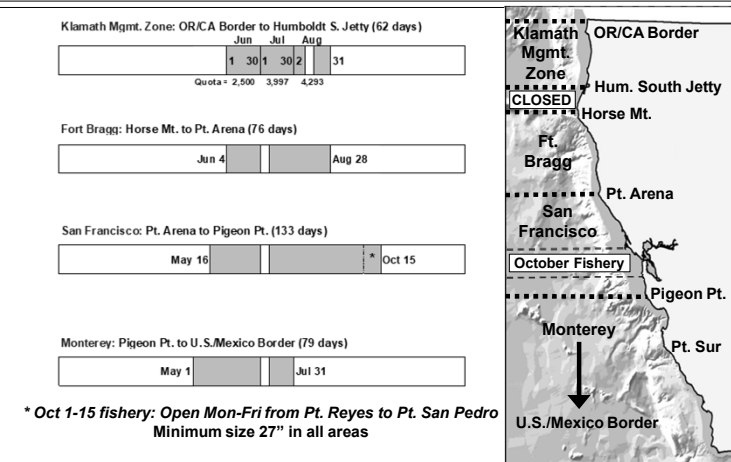 Klamath Mgmt. Zone: OR/CA Border to Humboldt S. Jetty (62 days)
Jun Jul Aug
1 30 1 30 2 31
Quota = 2,500 3,997 4,293
Fort Bragg: Horse Mt. to Pt. Arena (76 days)
Jun 4 Aug 28
San Francisco: Pt. Arena to Pigeon Pt. (133 days)
May 16 * Oct 15
Monterey: Pigeon Pt. to U.S./Mexico Border (79 days)
May 1 Jul 31
* Oct 1-15 fishery: Open Mon-Fri from Pt. Reyes to Pt. San Pedro
Minimum size 27” in all areas
Klamath
Mgmt.
Zone
OR/CA Border
Hum. South Jetty
CLOSED
Horse Mt.
Ft.
Bragg
Pt. Arena
San
Francisco
October Fishery
Pigeon Pt.
Monterey
Pt. Sur
U.S./Mexico Border